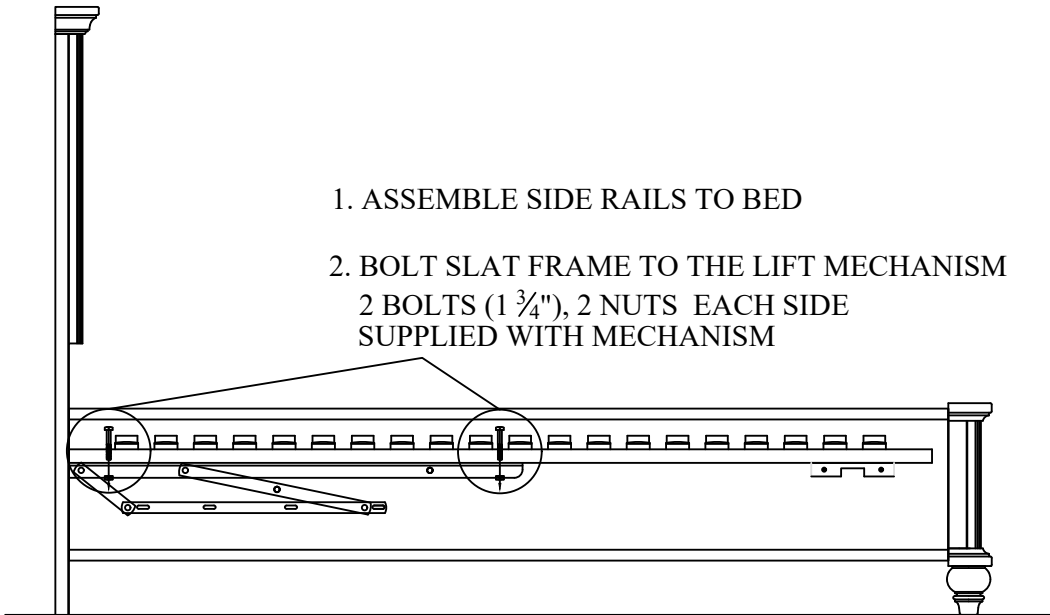 1. ASSEMBLE SIDE RAILS TO BED
2. BOLT SLAT FRAME TO THE LIFT MECHANISM
2 BOLTS (1 ¾"), 2 NUTS EACH SIDE
SUPPLIED WITH MECHANISM